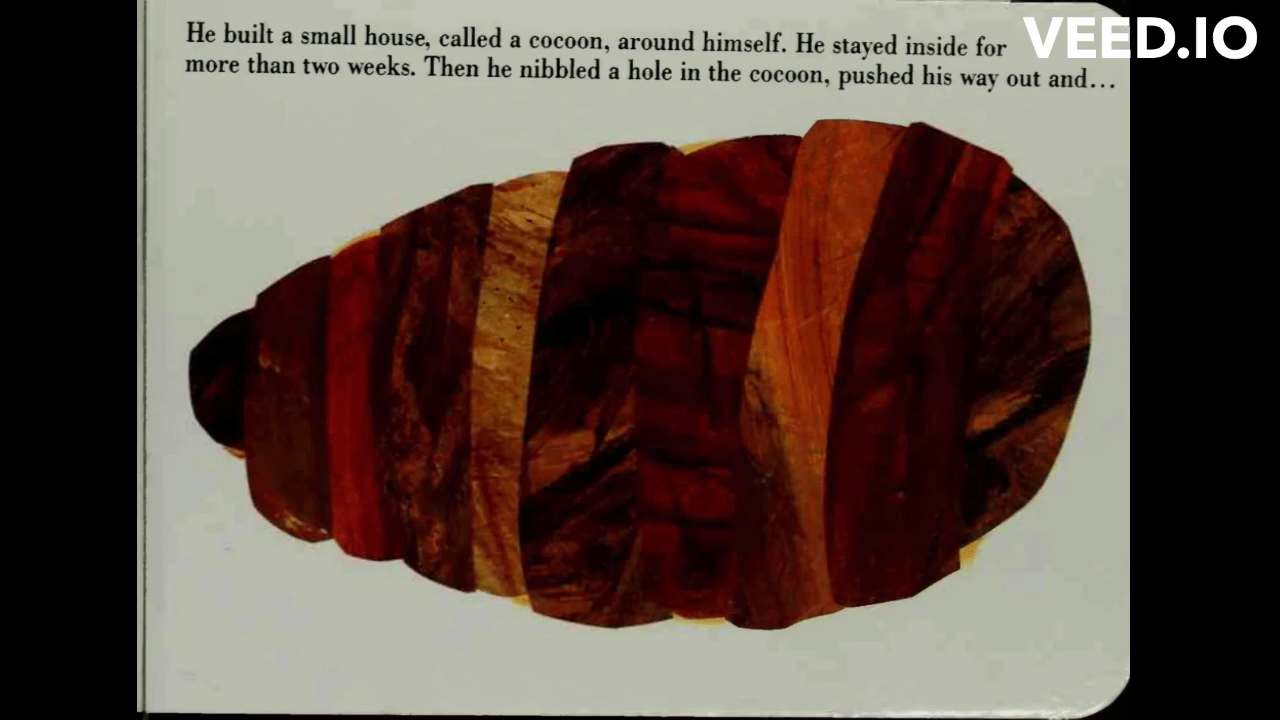 VEED.IO
He built a small house, called a cocoon, around himself. He stayed inside for
more than two weeks. Then he nibbled a hole in the cocoon, pushed his way out and...